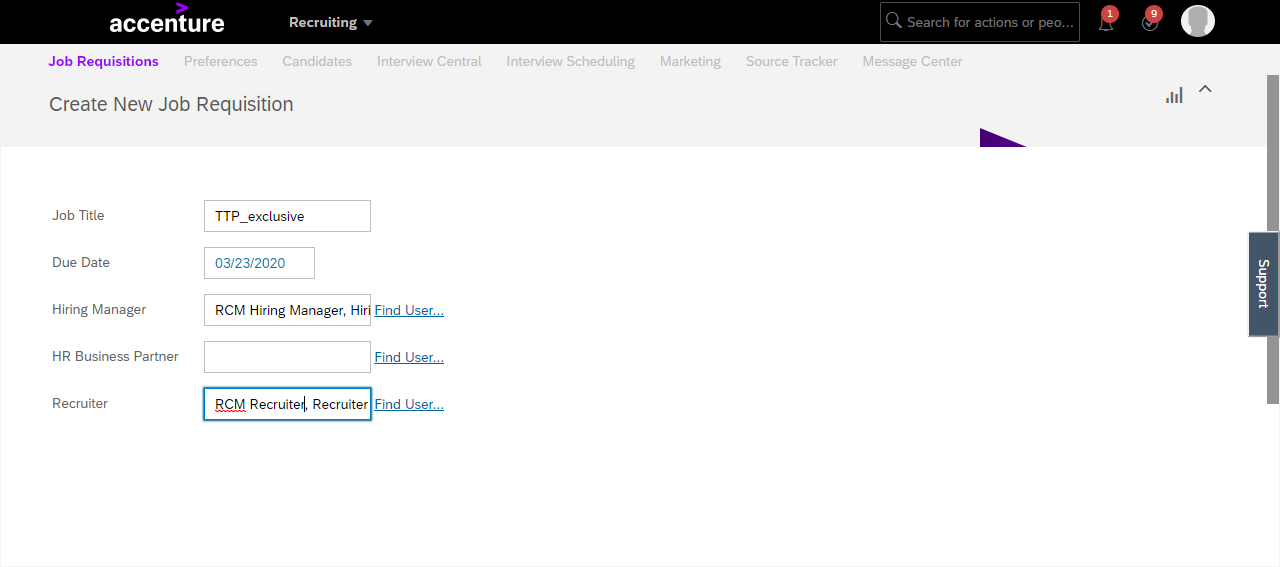 accenture
Recruiting
Search for actions or peo...
1
9
Job Requisitions Preferences Candidates Interview Central Interview Scheduling Marketing Source Tracker Message Center
Create New Job Requisition
Job Title TTP_exclusive
Due Date 03/23/2020
Hiring Manager RCM Hiring Manager, Hiri Find User...
HR Business Partner Find User...
Recruiter RCM Recruiter, Recruiter Find User...
Support